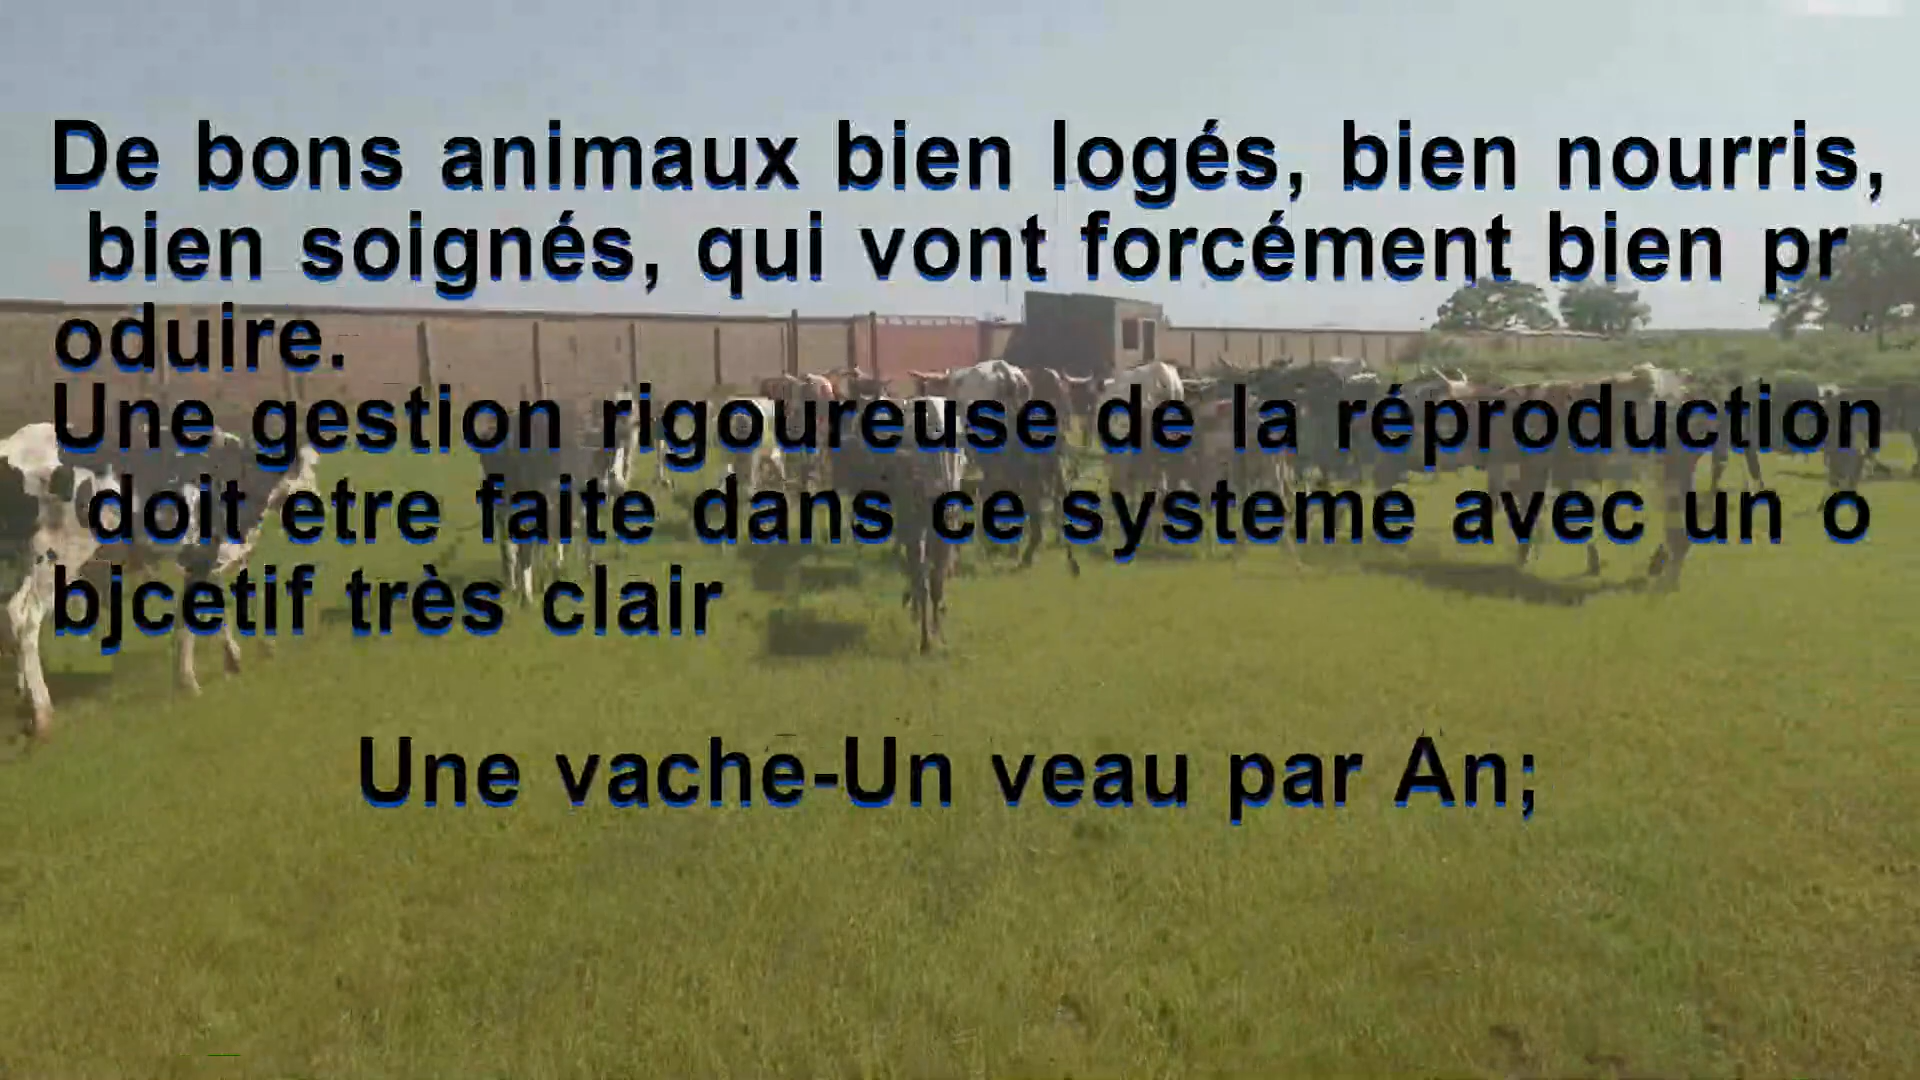 De bons animaux bien logés, bien nourris,
bien soignés, qui vont forcément bien pr
oduire.
Une gestion rigoureuse de la réproduction
doit etre faite dans ce systeme avec un o
bjcetif très clair
Une vache-Un veau par An;